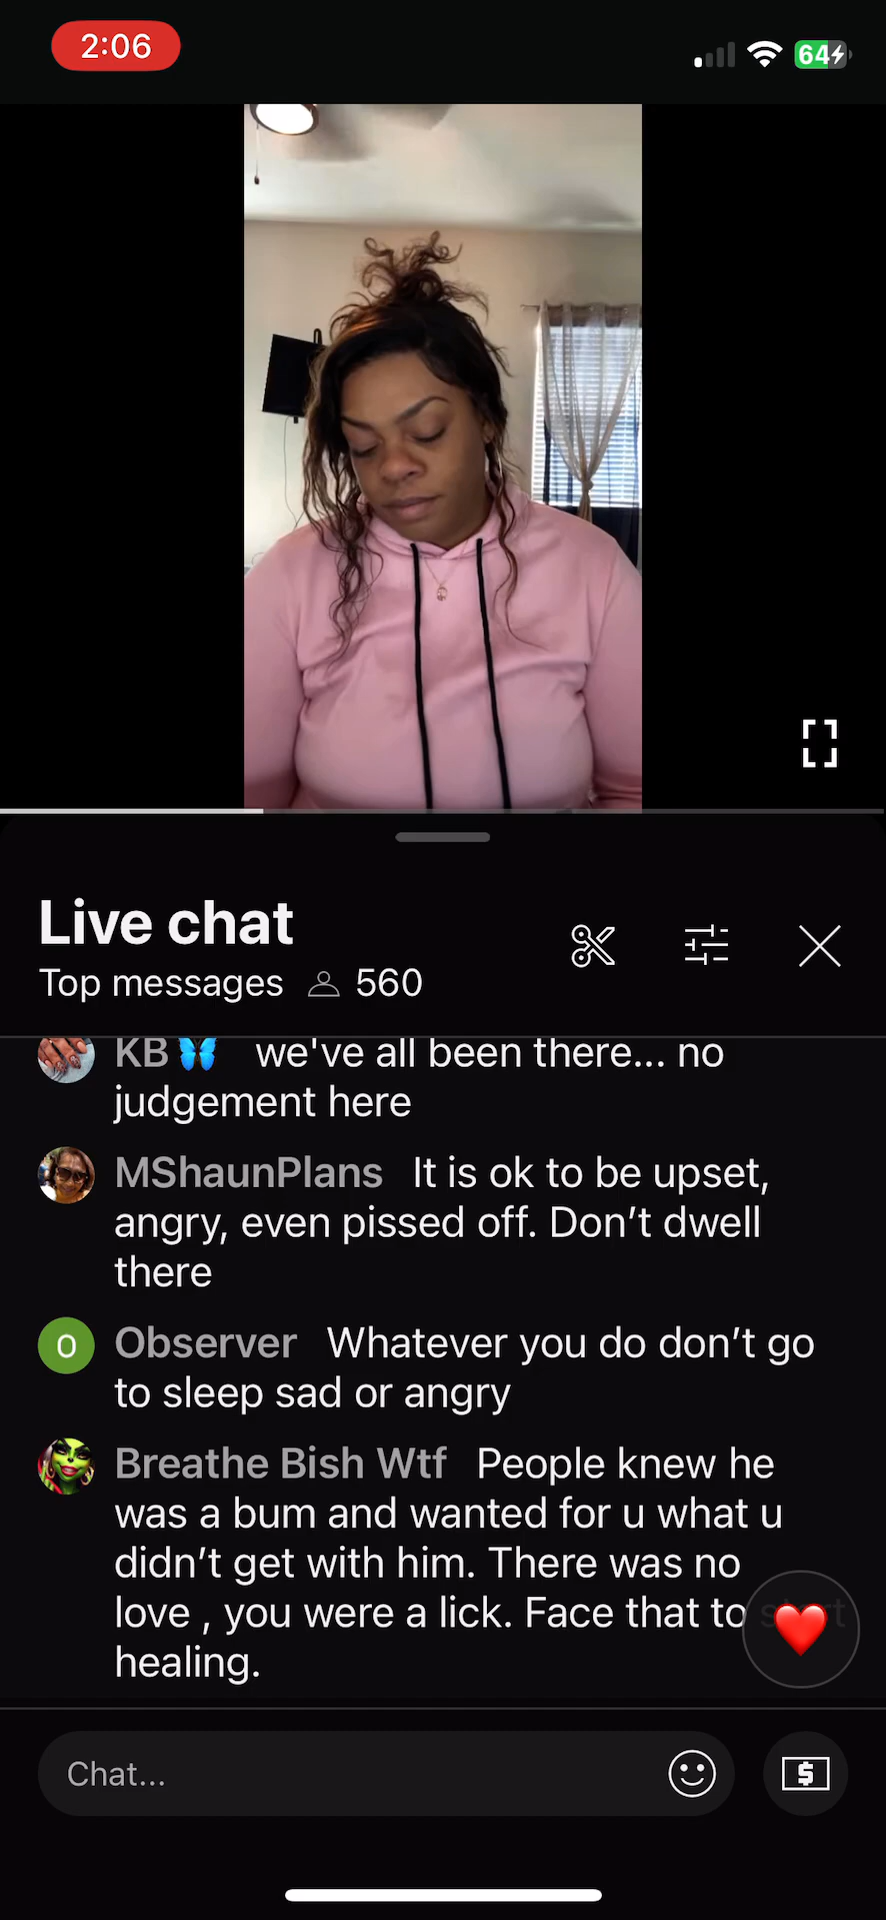 2:06
64
Live chat
Top messages 560
KB🦋 we've all been there... no
judgement here
MShaunPlans It is ok to be upset,
angry, even pissed off. Don’t dwell
there
O Observer Whatever you do don’t go
to sleep sad or angry
Breathe Bish Wtf People knew he
was a bum and wanted for u what u
didn’t get with him. There was no
love , you were a lick. Face that to
healing.
Chat...
$